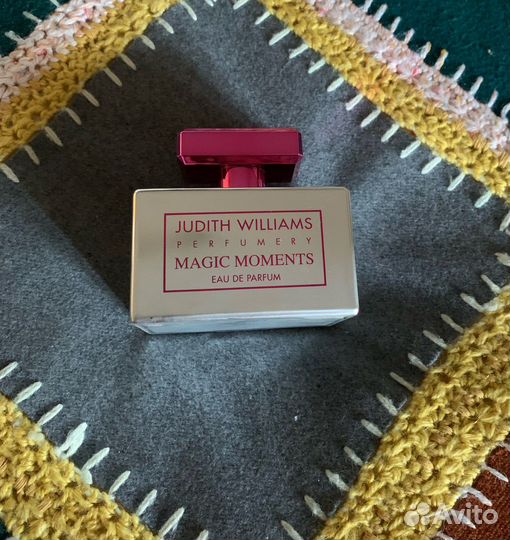 JUDITH WILLIAMS
PERFUMERY
MAGIC MOMENTS
EAU DE PARFUM
Avito